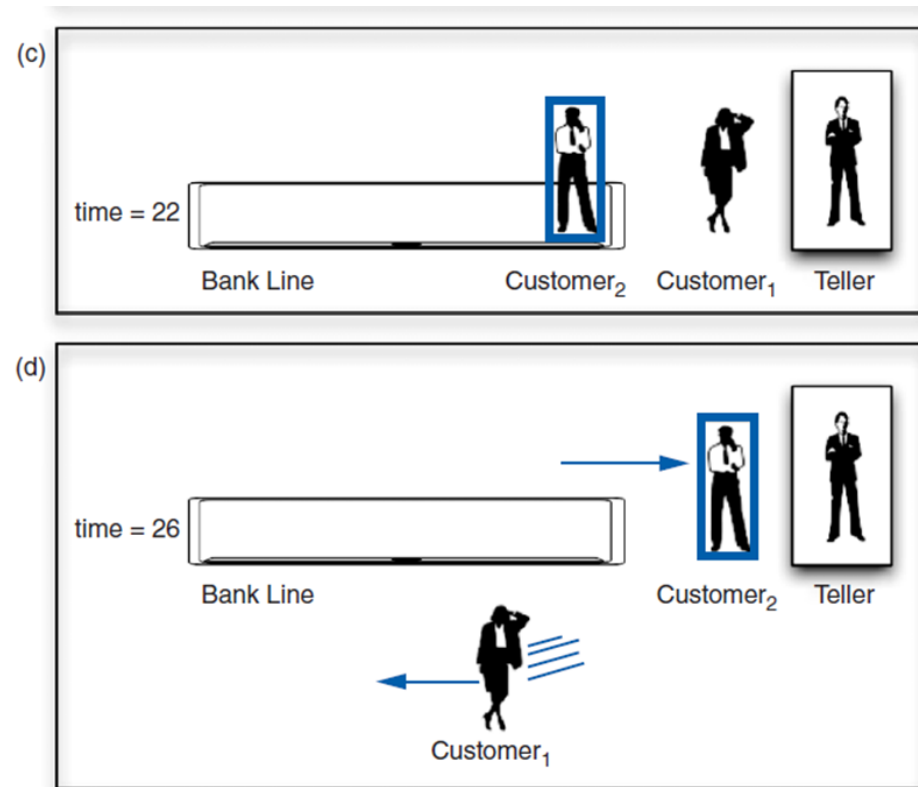 (c)
time = 22
Bank Line Customer₂ Customer₁ Teller
(d)
time = 26
Bank Line Customer₂ Teller
Customer₁